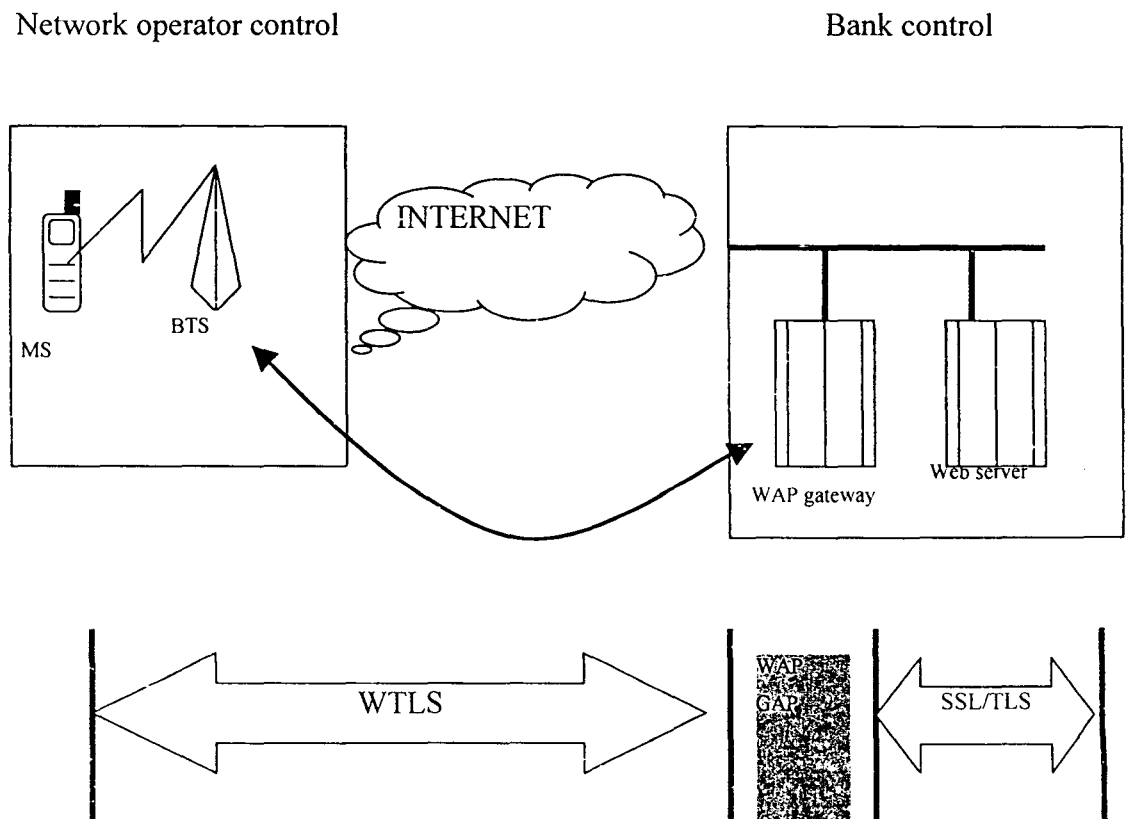 Network operator control
Bank control
INTERNET
BTS
MS
Web server
WAP gateway
WTLS
WAP
GAP
SSL/TLS